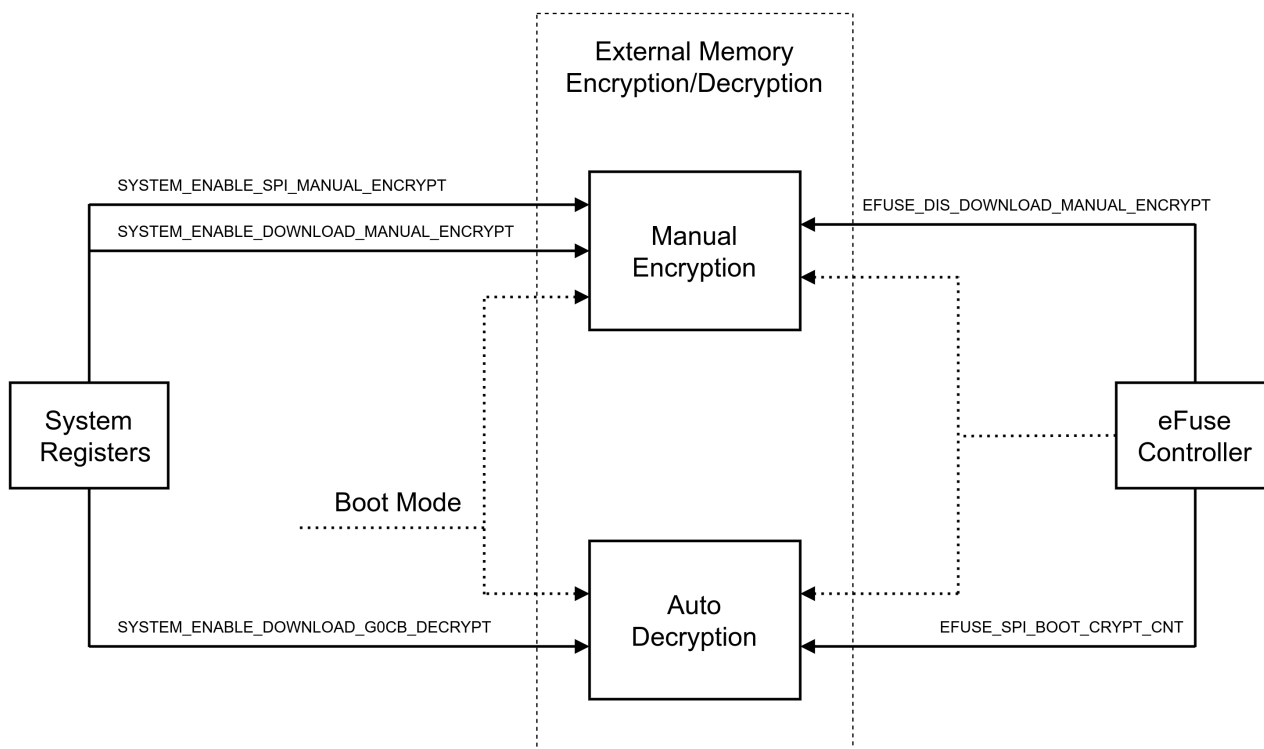 External Memory
Encryption/Decryption
SYSTEM_ENABLE_SPI_MANUAL_ENCRYPT
EFUSE_DIS_DOWNLOAD_MANUAL_ENCRYPT
SYSTEM_ENABLE_DOWNLOAD_MANUAL_ENCRYPT
Manual
Encryption
System
Registers
eFuse
Controller
Boot Mode
Auto
Decryption
SYSTEM_ENABLE_DOWNLOAD_G0CB_DECRYPT
EFUSE_SPI_BOOT_CRYPT_CNT